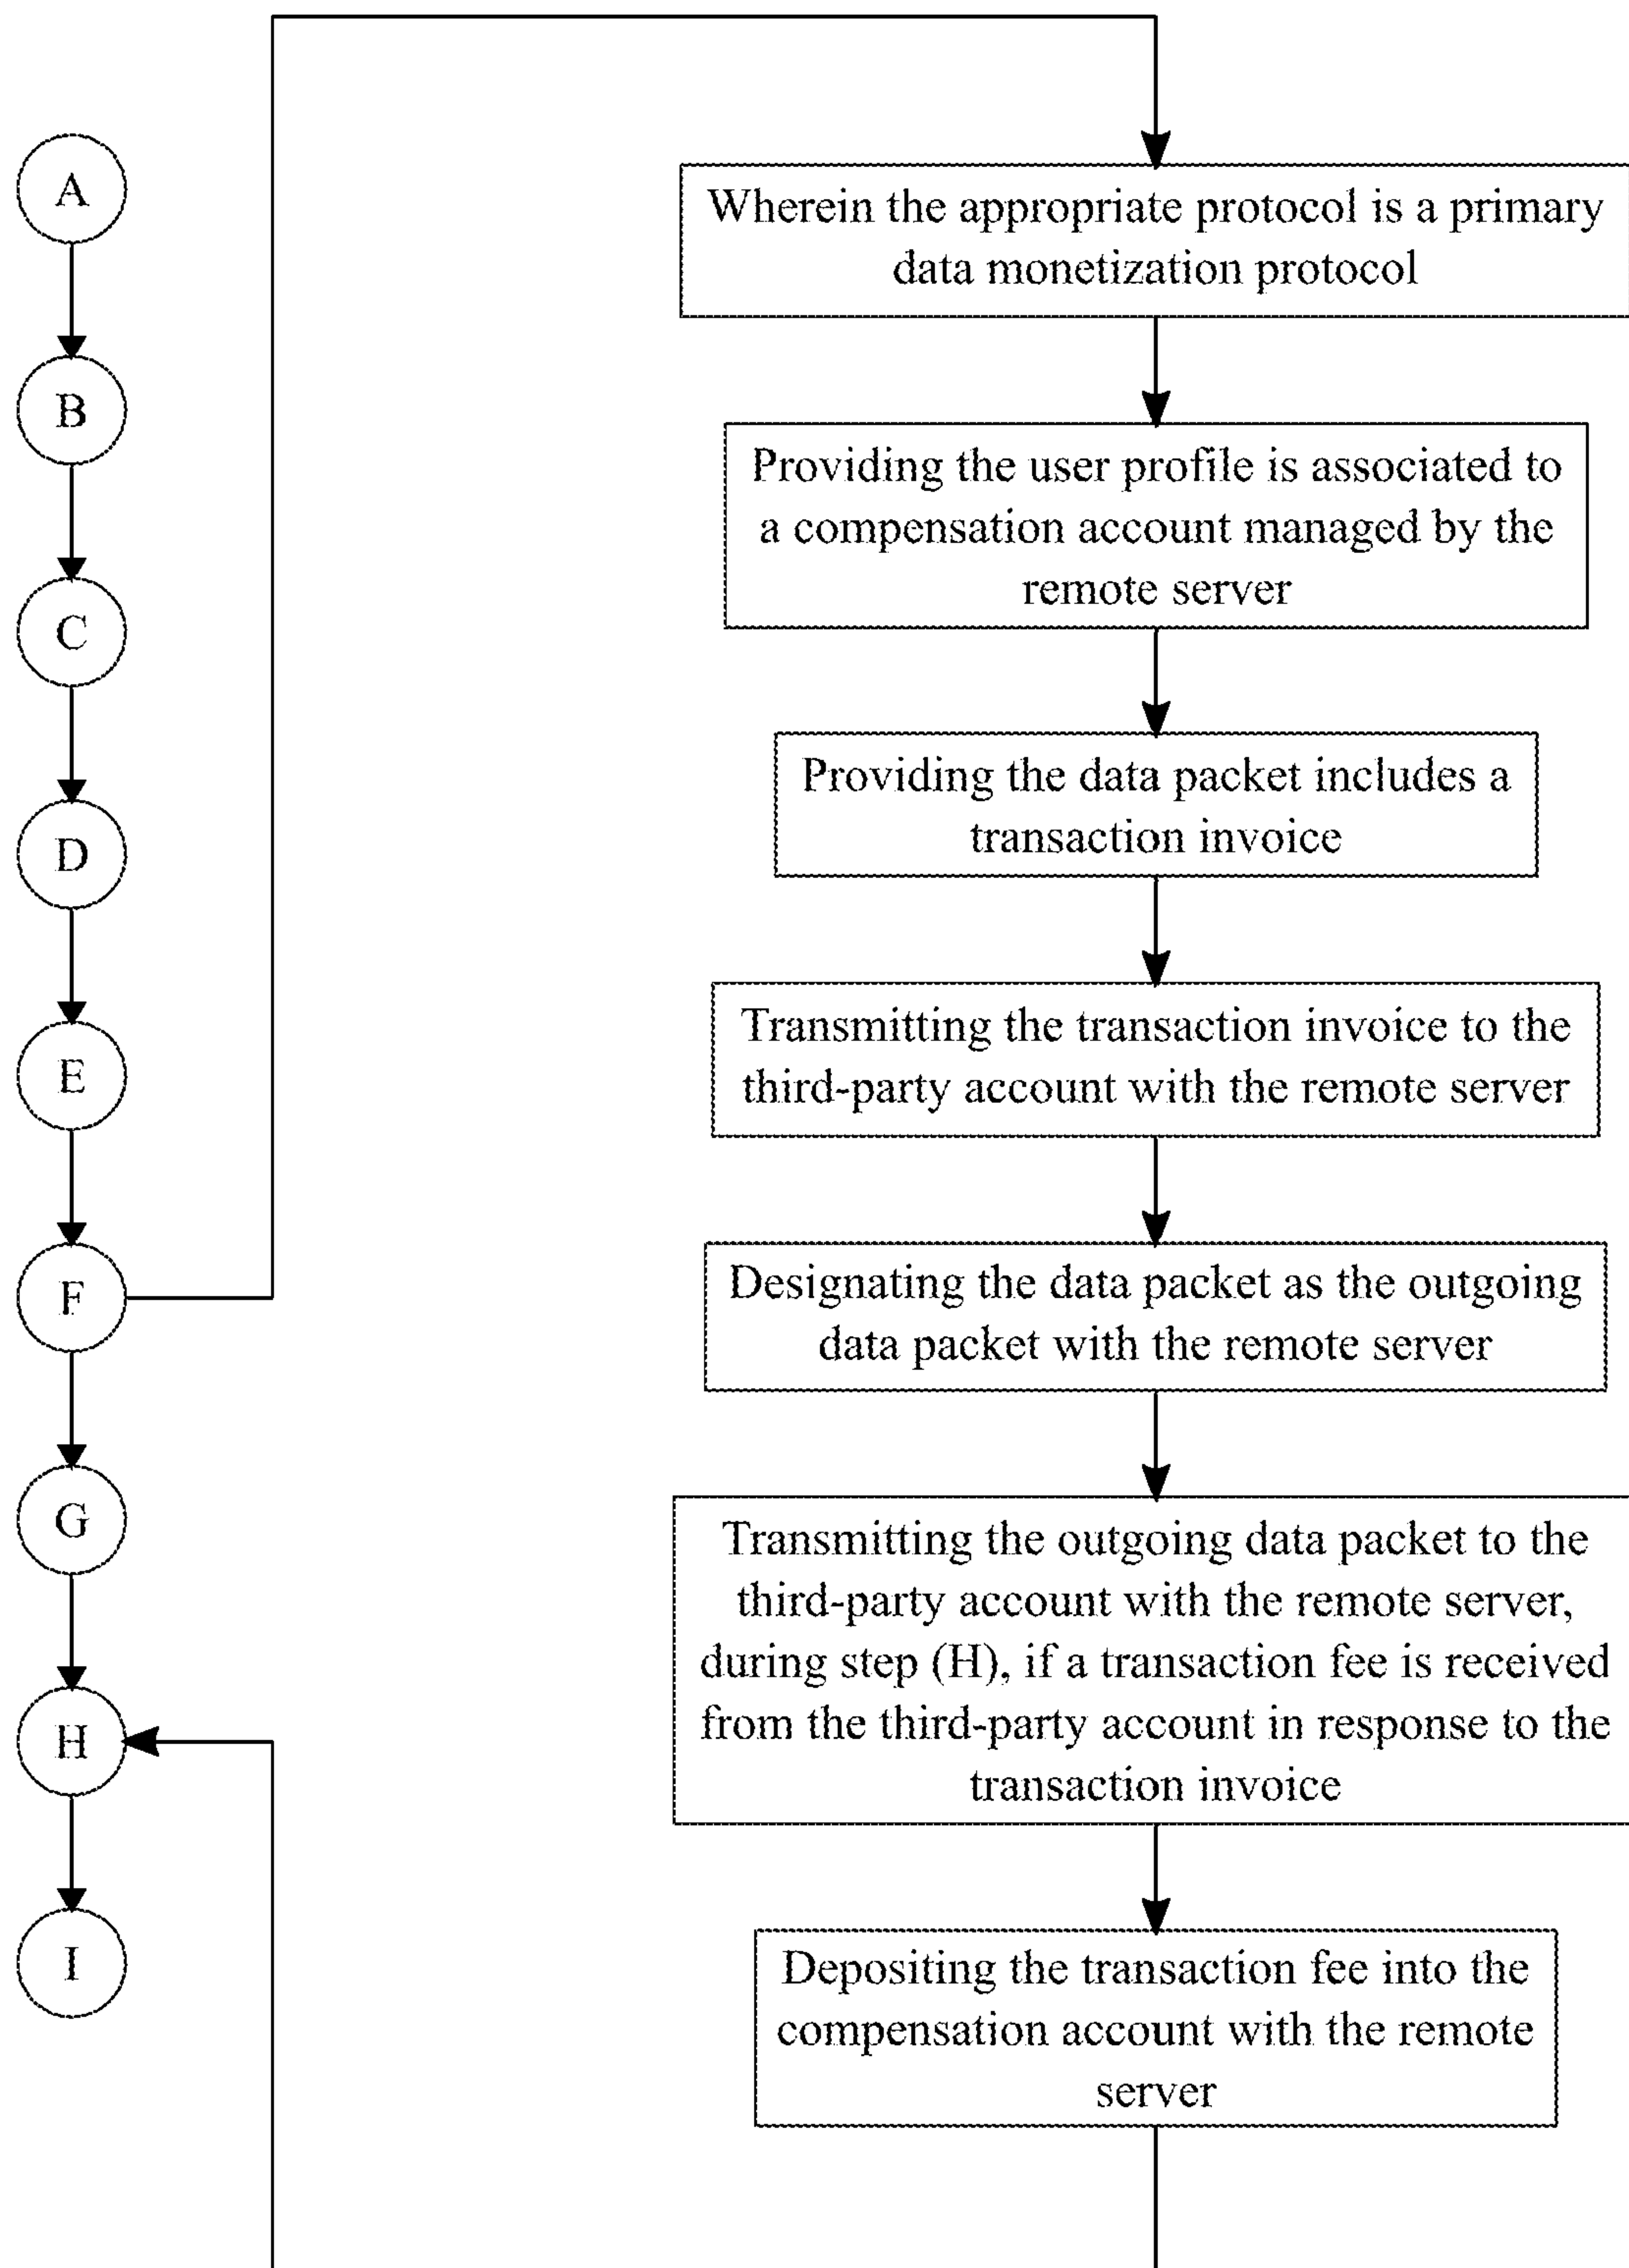 A
B
C
D
E
F
G
H
I
Wherein the appropriate protocol is a primary
data monetization protocol
Providing the user profile is associated to
a compensation account managed by the
remote server
Providing the data packet includes a
transaction invoice
Transmitting the transaction invoice to the
third-party account with the remote server
Designating the data packet as the outgoing
data packet with the remote server
Transmitting the outgoing data packet to the
third-party account with the remote server,
during step (H), if a transaction fee is received
from the third-party account in response to the
transaction invoice
Depositing the transaction fee into the
compensation account with the remote
server